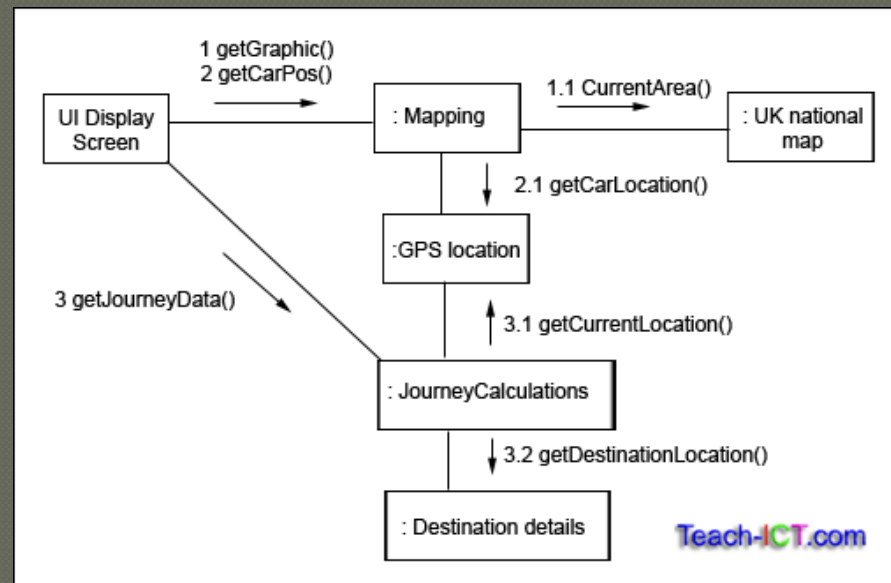 1 getGraphic()
2 getCarPos()
1.1 CurrentArea()
UI Display
Screen
: Mapping
: UK national
map
2.1 getCarLocation()
:GPS location
3 getJourneyData()
3.1 getCurrentLocation()
: JourneyCalculations
3.2 getDestinationLocation()
: Destination details
Teach-ICT.com